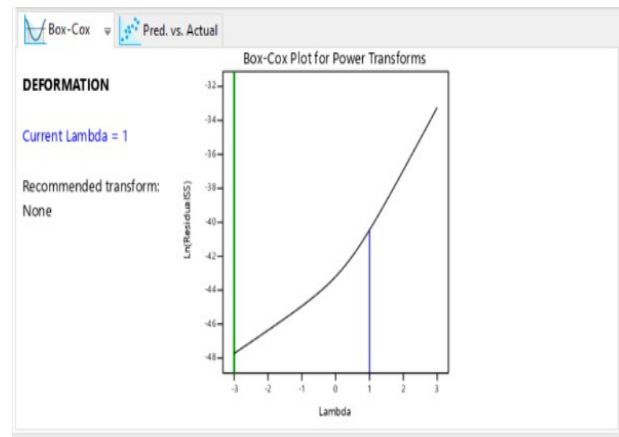 Box-Cox
Pred. vs. Actual
DEFORMATION
Current Lambda = 1
Recommended transform:
None
Box-Cox Plot for Power Transforms
Ln(ResidualSS)
-32
-34
-36
-38
-40
-42
-44
-46
-48
-3 -2 -1 0 1 2 3
Lambda